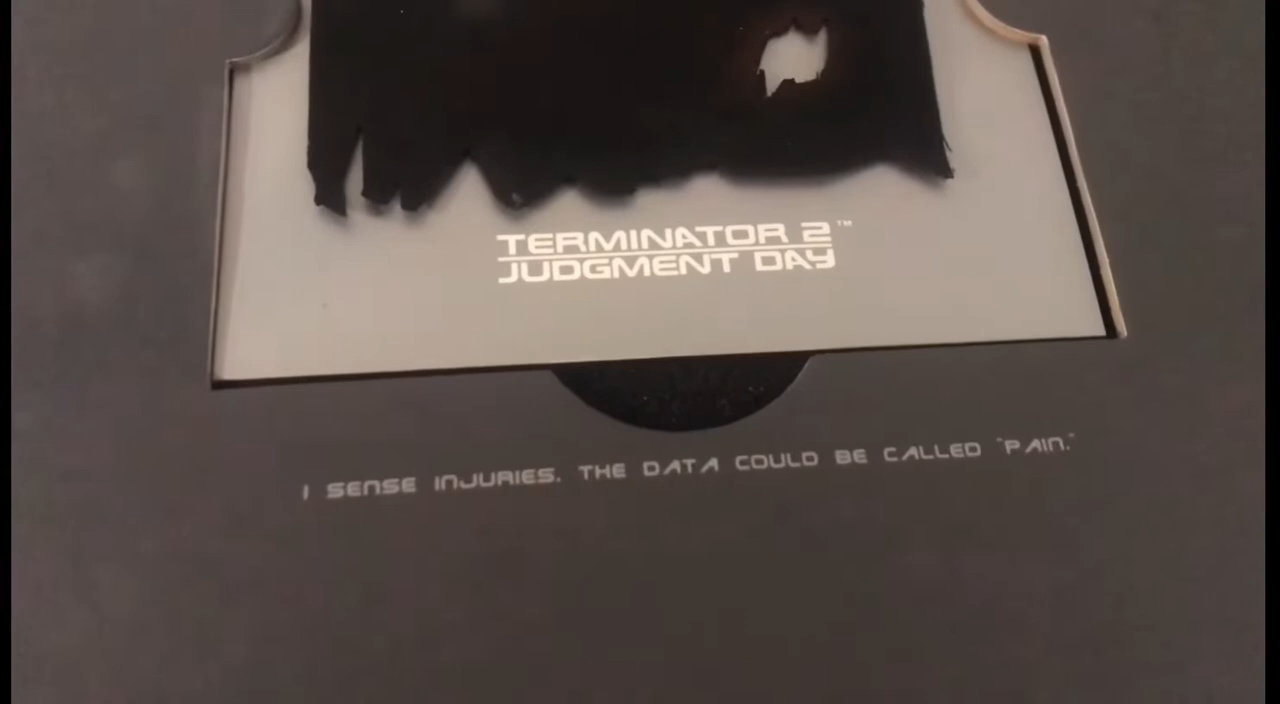 TERMINATOR 2™
JUDGMENT DAY
I SENSE INJURIES. THE DATA COULD BE CALLED "PAIN."